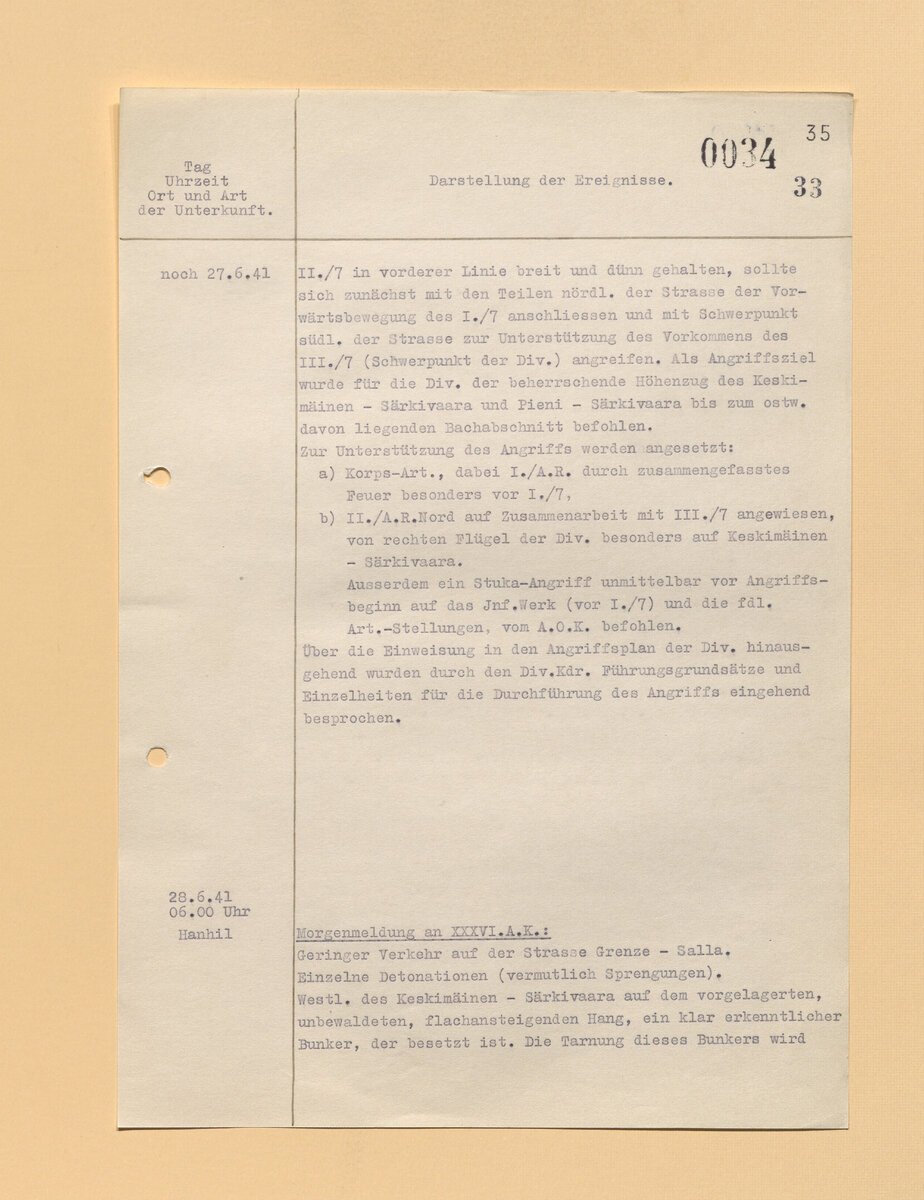 35
0034
33
Tag
Uhrzeit
Ort und Art
der Unterkunft.
Darstellung der Ereignisse.
noch 27.6.41
II./7 in vorderer Linie breit und dünn gehalten, sollte
sich zunächst mit den Teilen nördl. der Strasse der Vor-
wärtsbewegung des I./7 anschliessen und mit Schwerpunkt
südl. der Strasse zur Unterstützung des Vorkommens des
III./7 (Schwerpunkt der Div.) angreifen. Als Angriffsziel
wurde für die Div. der beherrschende Höhenzug des Keski-
mäinen - Särkivaara und Pieni - Särkivaara bis zum ostw.
davon liegenden Bachabschnitt befohlen.
Zur Unterstützung des Angriffs werden angesetzt:
a) Korps-Art., dabei I./A.R. durch zusammengefasstes
Feuer besonders vor I./7,
b) II./A.R.Nord auf Zusammenarbeit mit III./7 angewiesen,
von rechten Flügel der Div. besonders auf Keskimäinen
- Särkivaara.
Ausserdem ein Stuka-Angriff unmittelbar vor Angriffs-
beginn auf das Jnf.Werk (vor I./7) und die fdl.
Art.-Stellungen, vom A.O.K. befohlen.
Über die Einweisung in den Angriffsplan der Div. hinaus-
gehend wurden durch den Div.Kdr. Führungsgrundsätze und
Einzelheiten für die Durchführung des Angriffs eingehend
besprochen.
28.6.41
06.00 Uhr
Hanhil
Morgenmeldung an XXXVI.A.K.:
Geringer Verkehr auf der Strasse Grenze - Salla.
Einzelne Detonationen (vermutlich Sprengungen).
Westl. des Keskimäinen - Särkivaara auf dem vorgelagerten,
unbewaldeten, flachansteigenden Hang, ein klar erkenntlicher
Bunker, der besetzt ist. Die Tarnung dieses Bunkers wird